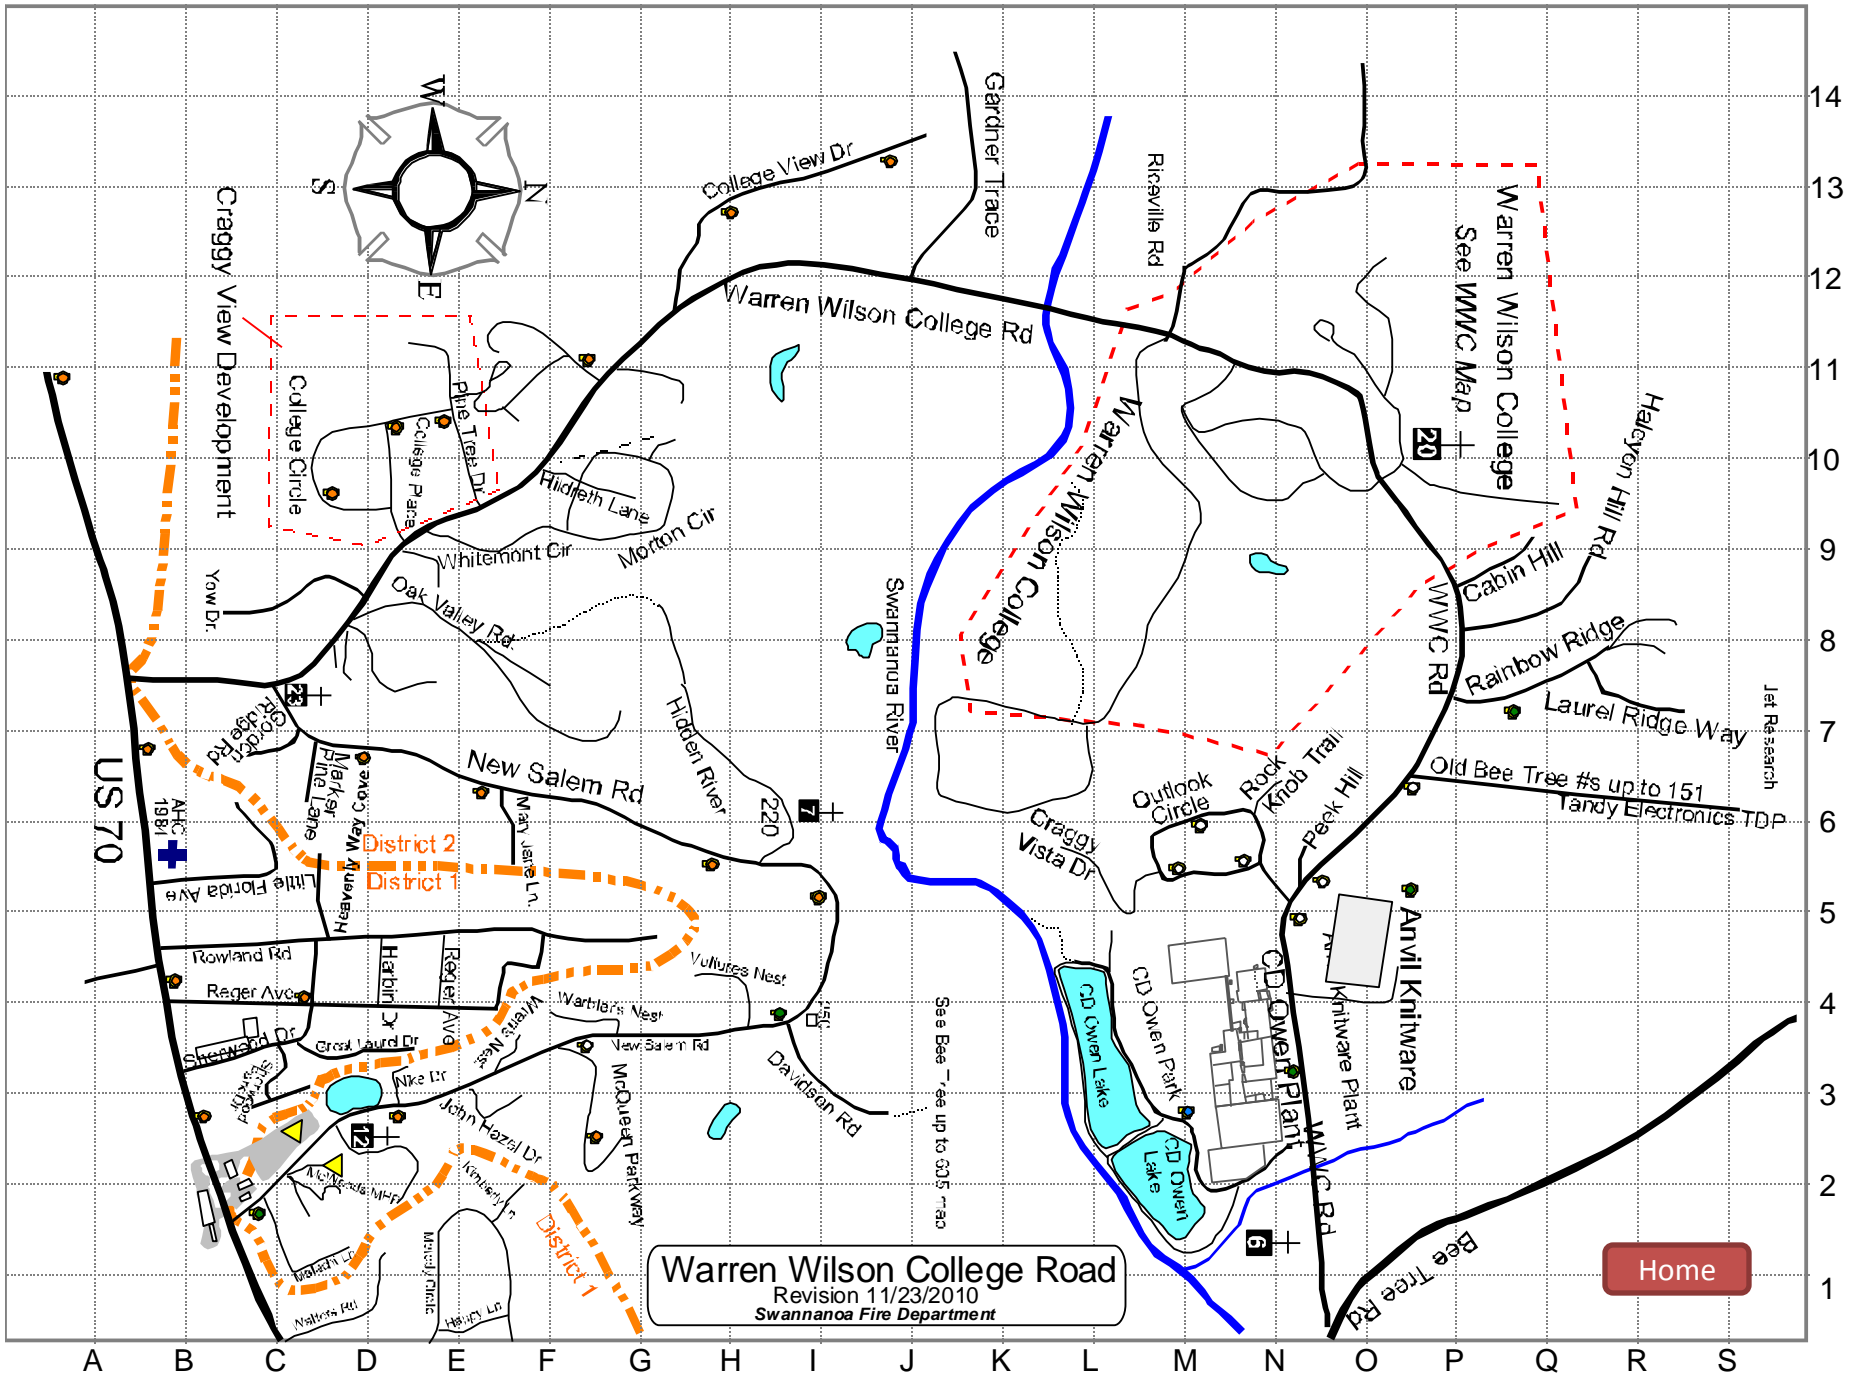 W
N
S
E
14
13
12
11
10
9
8
7
6
5
4
3
2
1
A
B
C
D
E
F
G
H
I
J
K
L
M
N
O
P
Q
R
S
College View Dr
Gardner Trace
Riceville Rd
Warren Wilson College
See WWC Map
Craggy View Development
Warren Wilson College Rd
College Circle
College Place
Pine Tree Dr
20
Halcyon Hill Rd
Hildreth Lane
Morton Cir
Whitemont Cir
Warren Wilson College
Cabin Hill
WWC Rd
Rainbow Ridge
Laurel Ridge Way
Jet Research
Yow Dr.
Oak Valley Rd.
Swannanoa River
23
Gordon
Ridge Rd
Hidden River
New Salem Rd
US 70
Marker
Pine Lane
Heavenly Way Cove
Mary Jane Ln.
220
7
Outlook
Circle
Rock
Knob Trail
Peek Hill
Old Bee Tree #s up to 151
Tandy Electronics TDP
Craggy
Vista Dr
AHC
1984
District 2
District 1
Little Florida Ave
Rowland Rd
Reger Ave
Harbin Dr
Reger Ave
Vultures Nest
Warblers Nest
Wrens Nest
New Salem Rd
Sherwood Dr
Great Laurel Dr
Nike Dr
John Hazel Dr
McQueen Parkway
Davidson Rd
See Bee Tree up to 605 map
CD Owen Lake
CD Owen Park
CD Owen
Lake
CD Owen Plant
Knitware Plant
Anvil Knitware
12
Kimberly Ln
Moody Circle
Walters Rd
District 1
6
WWC Rd
Bee Tree Rd
Warren Wilson College Road
Revision 11/23/2010
Swannanoa Fire Department
Home